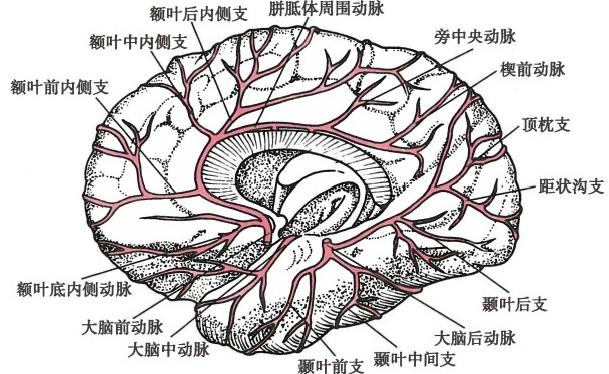 额叶后内侧支
胼胝体周围动脉
额叶中内侧支
旁中央动脉
楔前动脉
额叶前内侧支
顶枕支
距状沟支
额叶底内侧动脉
颞叶后支
大脑前动脉
大脑后动脉
大脑中动脉
颞叶前支
颞叶中间支